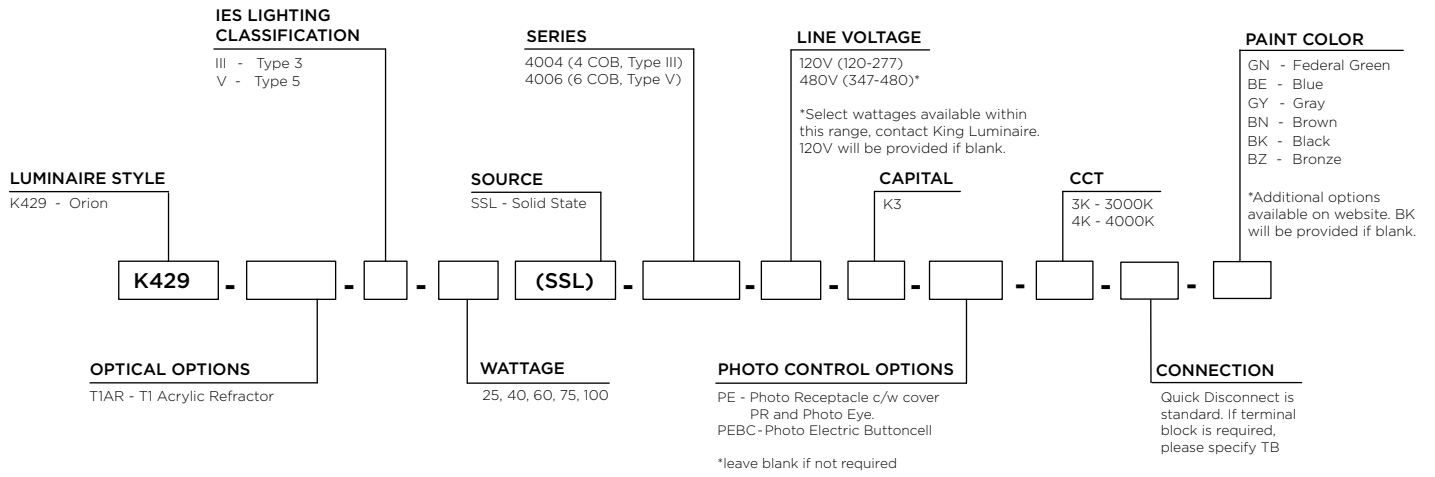 IES LIGHTING
CLASSIFICATION
III - Type 3
V - Type 5
SERIES
4004 (4 COB, Type III)
4006 (6 COB, Type V)
LINE VOLTAGE
120V (120-277)
480V (347-480)*
*Select wattages available within
this range, contact King Luminaire.
120V will be provided if blank.
PAINT COLOR
GN - Federal Green
BE - Blue
GY - Gray
BN - Brown
BK - Black
BZ - Bronze
*Additional options
available on website. BK
will be provided if blank.
LUMINAIRE STYLE
K429 - Orion
SOURCE
SSL - Solid State
CAPITAL
K3
CCT
3K - 3000K
4K - 4000K
K429 - - - (SSL) - - - - - - -
OPTICAL OPTIONS
T1AR - T1 Acrylic Refractor
WATTAGE
25, 40, 60, 75, 100
PHOTO CONTROL OPTIONS
PE - Photo Receptacle c/w cover
PR and Photo Eye.
PEBC - Photo Electric Buttoncell
*leave blank if not required
CONNECTION
Quick Disconnect is
standard. If terminal
block is required,
please specify TB